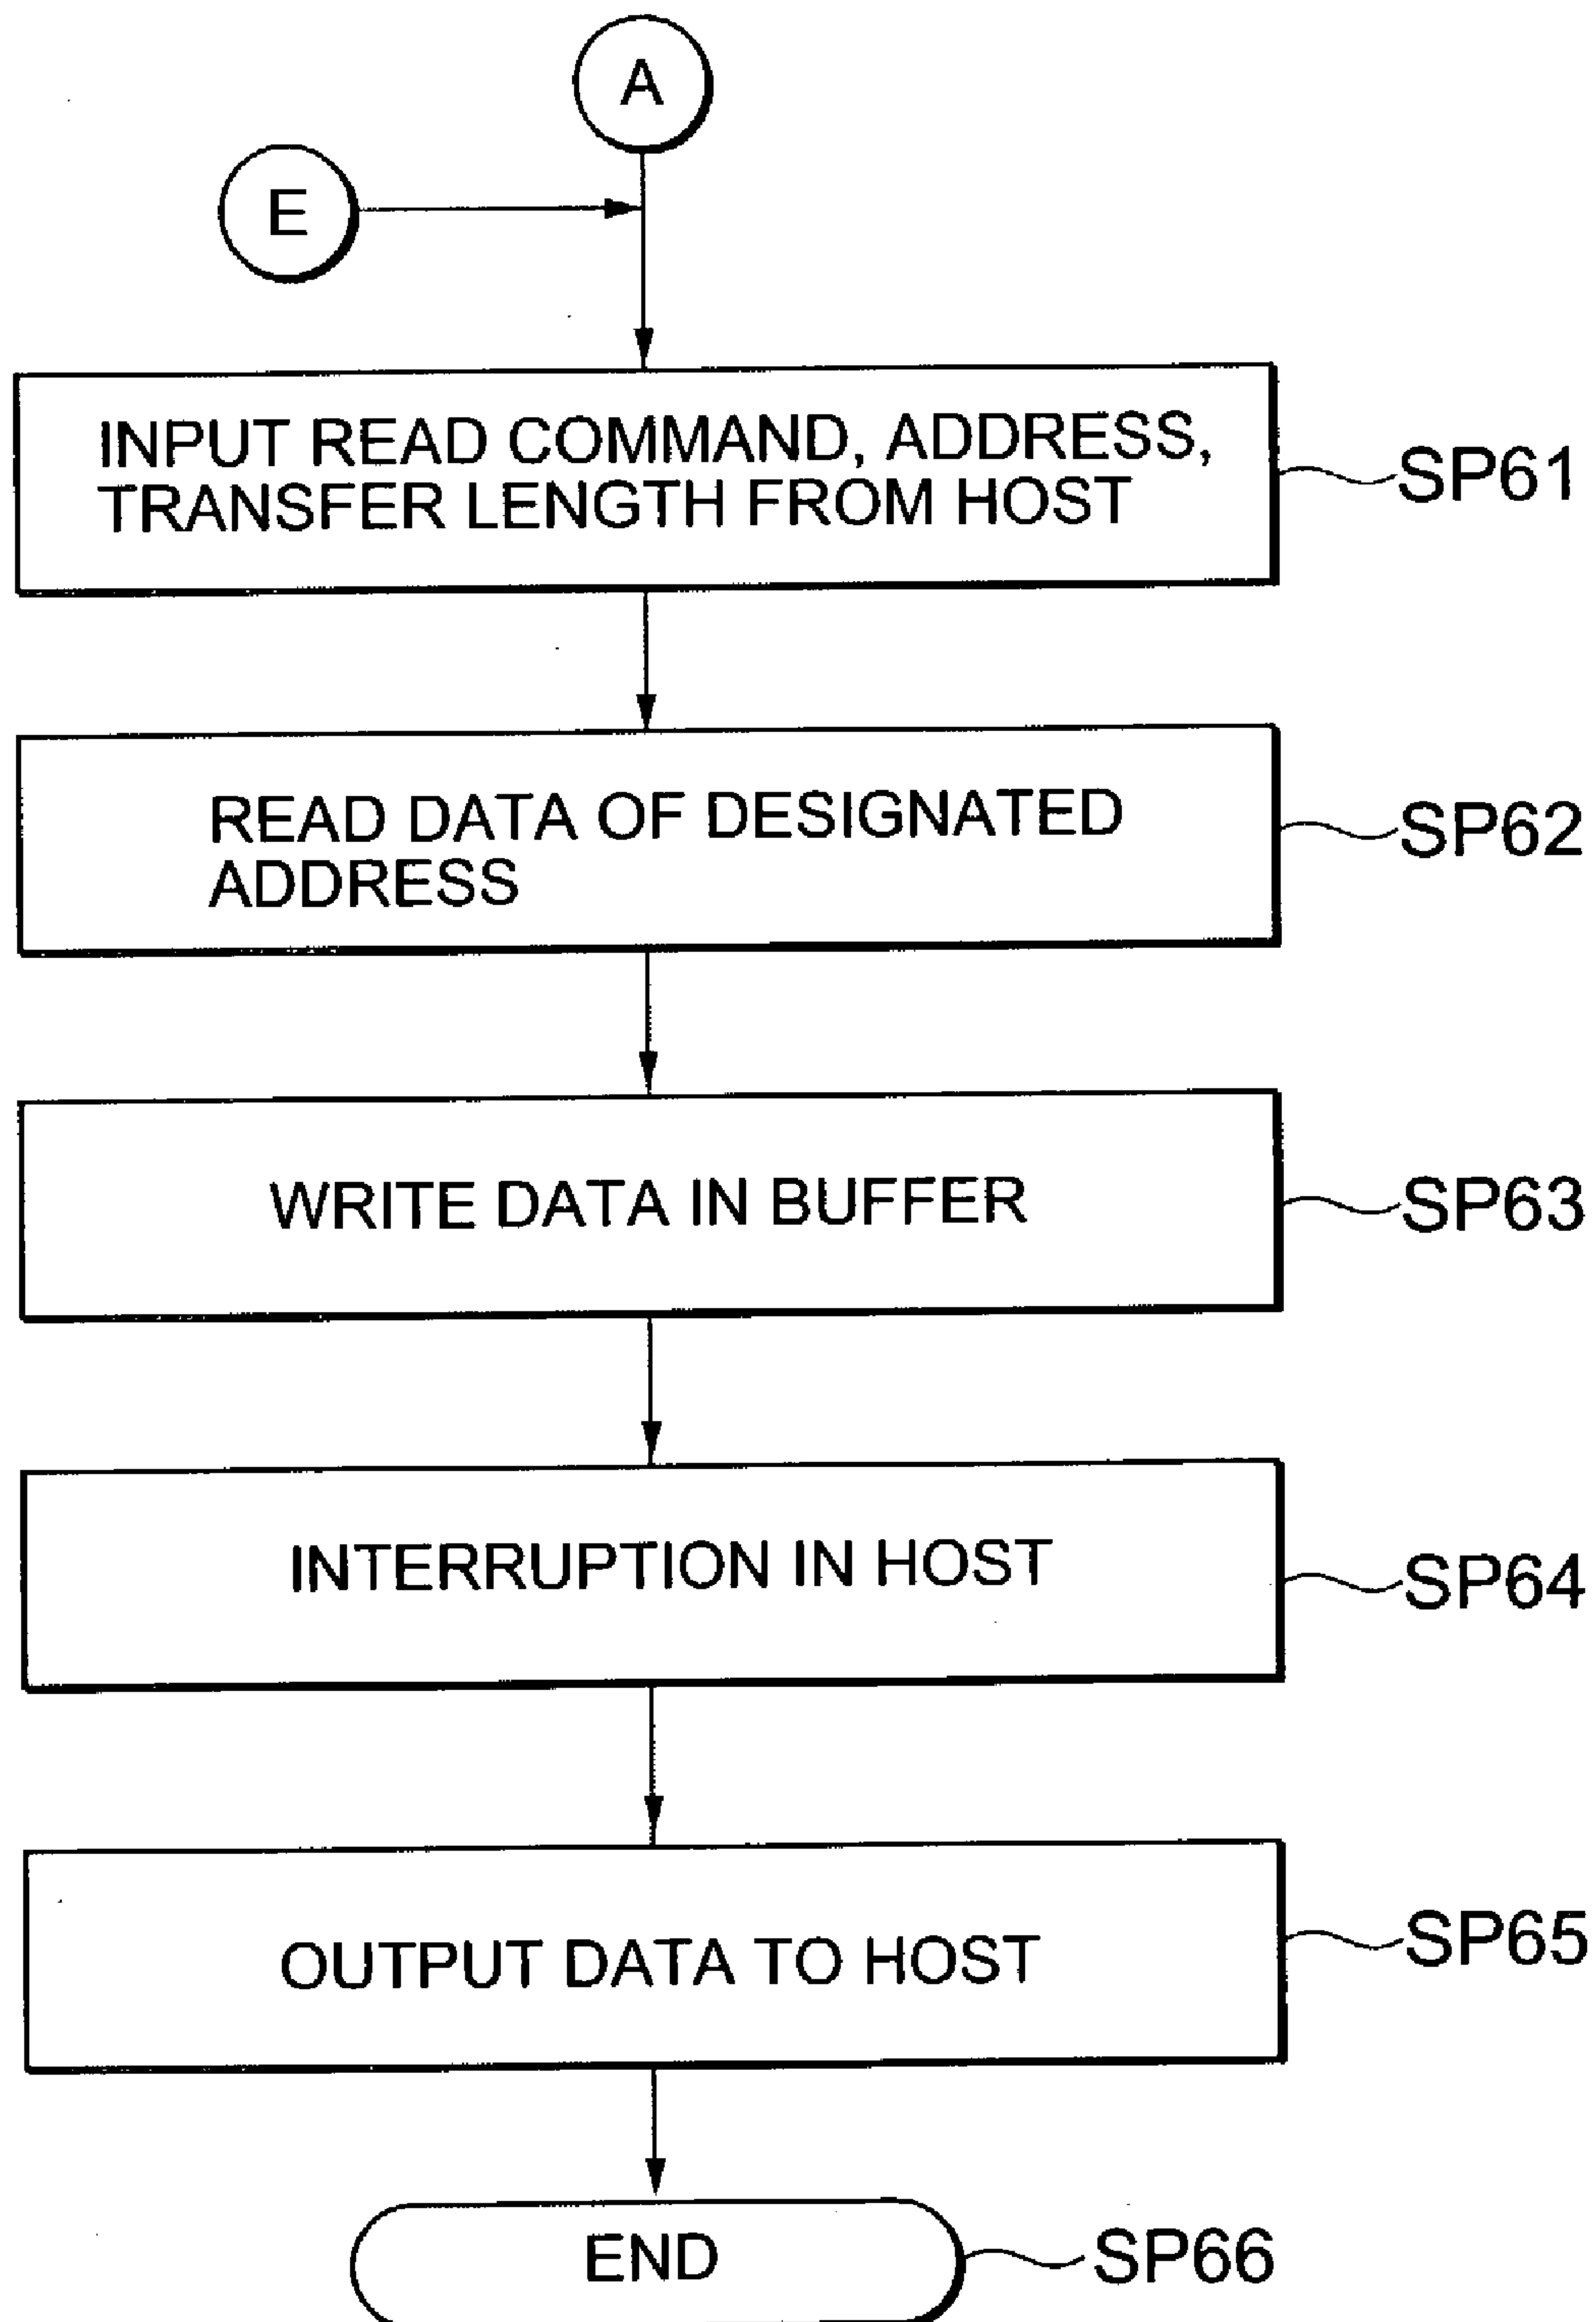 A
E
INPUT READ COMMAND, ADDRESS,
TRANSFER LENGTH FROM HOST
SP61
READ DATA OF DESIGNATED
ADDRESS
SP62
WRITE DATA IN BUFFER
SP63
INTERRUPTION IN HOST
SP64
OUTPUT DATA TO HOST
SP65
END
SP66